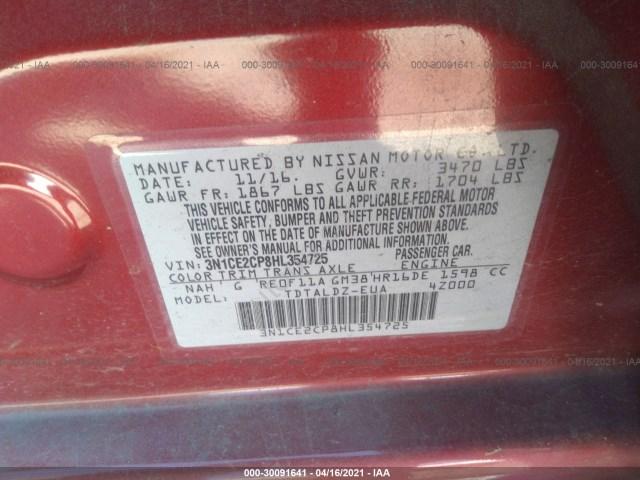 000-30091641 - 04/16/2021 - IAA
MANUFACTURED BY NISSAN MOTOR CO., LTD.
DATE: 11/16. GVWR: 3470 LBS
GAWR FR: 1867 LBS GAWR RR: 1704 LBS
THIS VEHICLE CONFORMS TO ALL APPLICABLE FEDERAL MOTOR
VEHICLE SAFETY, BUMPER AND THEFT PREVENTION STANDARDS
IN EFFECT ON THE DATE OF MANUFACTURE SHOWN ABOVE.
SEE OWNER'S MANUAL FOR ADDITIONAL INFORMATION.
VIN: 3N1CE2CP8HL354725 PASSENGER CAR.
COLOR TRIM TRANS AXLE ENGINE
NAH G RE0F11A GM38 HR16DE 1598 CC
TDTALDZ-EUA 4Z000
3N1CE2CP8HL354725
000-30091641 - 04/16/2021 - IAA